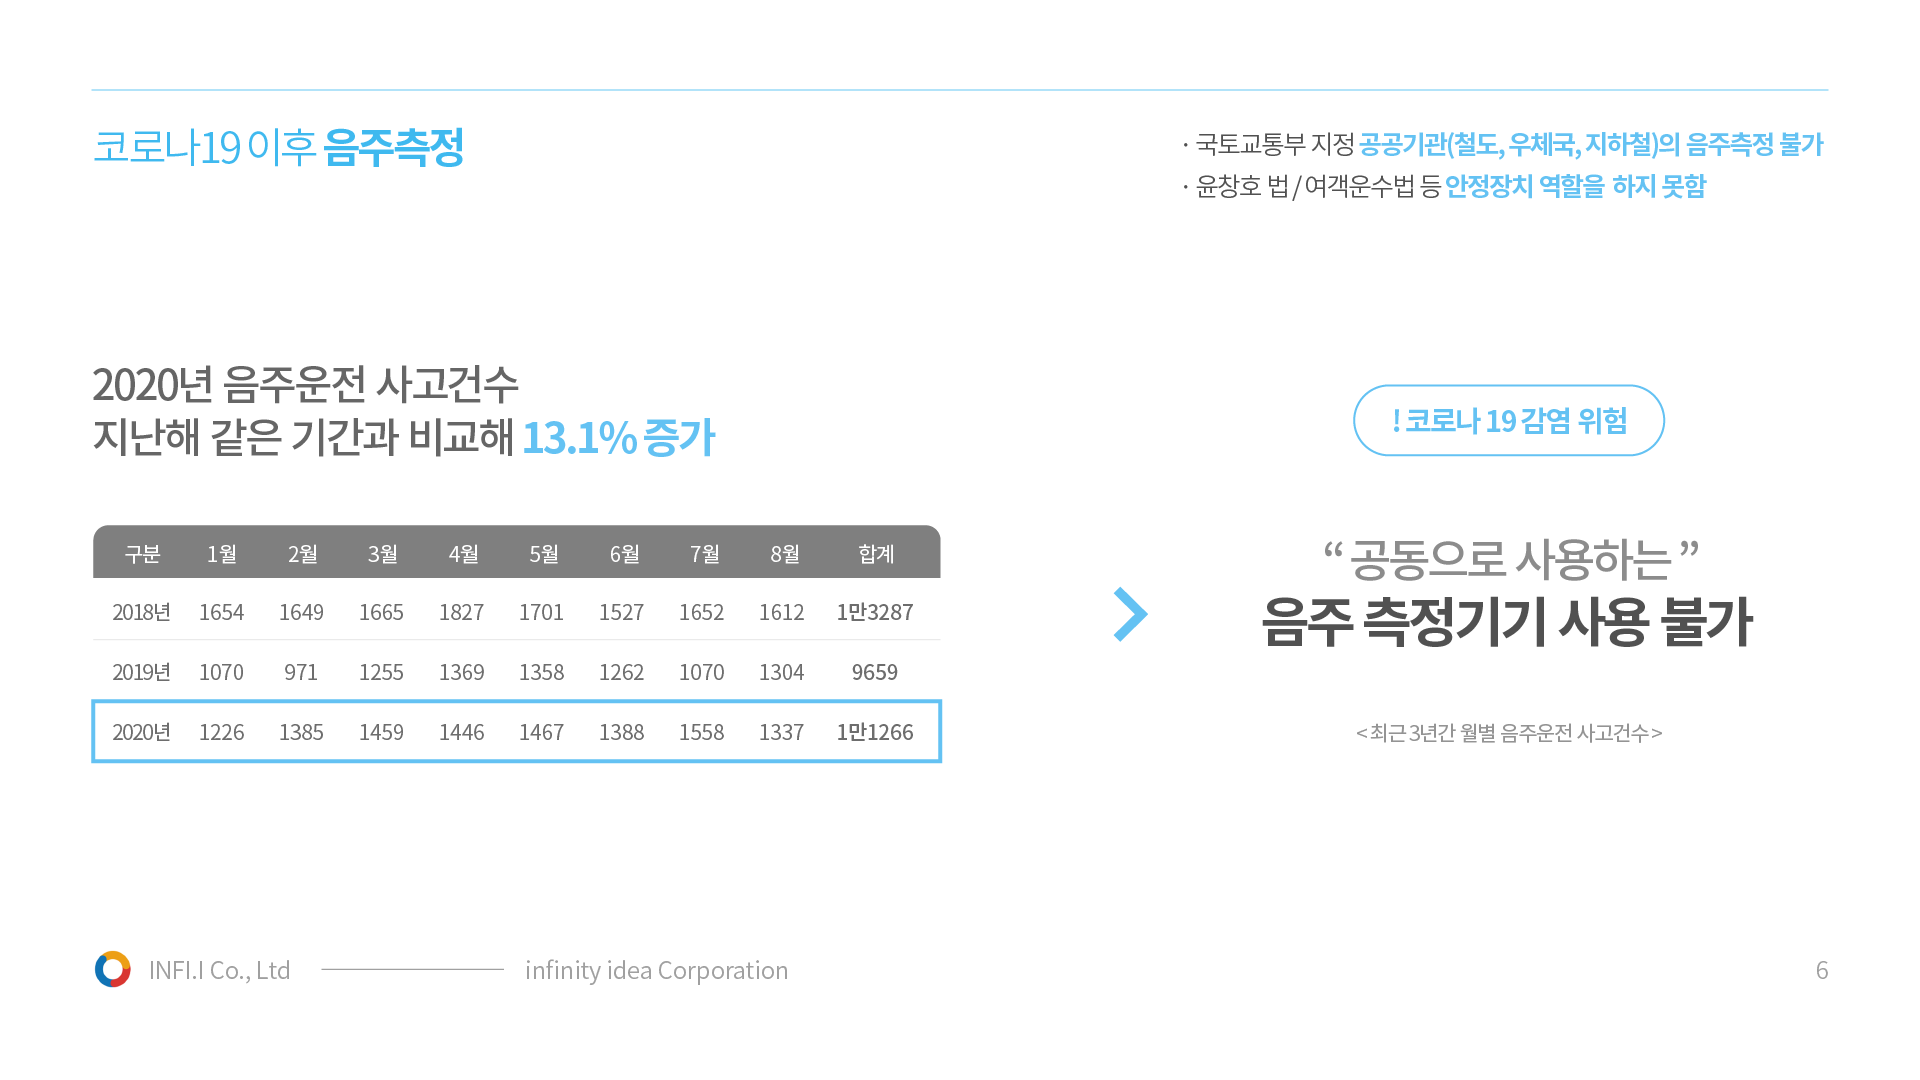 코로나19 이후 음주측정
· 국토교통부 지정 공공기관(철도, 우체국, 지하철)의 음주측정 불가
· 윤창호 법 / 여객운수법 등 안정장치 역할을 하지 못함
2020년 음주운전 사고건수
지난해 같은 기간과 비교해 13.1% 증가
구분 1월 2월 3월 4월 5월 6월 7월 8월 합계
2018년 1654 1649 1665 1827 1701 1527 1652 1612 1만3287
2019년 1070 971 1255 1369 1358 1262 1070 1304 9659
2020년 1226 1385 1459 1446 1467 1388 1558 1337 1만1266
! 코로나 19 감염 위험
“ 공동으로 사용하는 ”
음주 측정기기 사용 불가
< 최근 3년간 월별 음주운전 사고건수 >
INFI.I Co., Ltd infinity idea Corporation 6